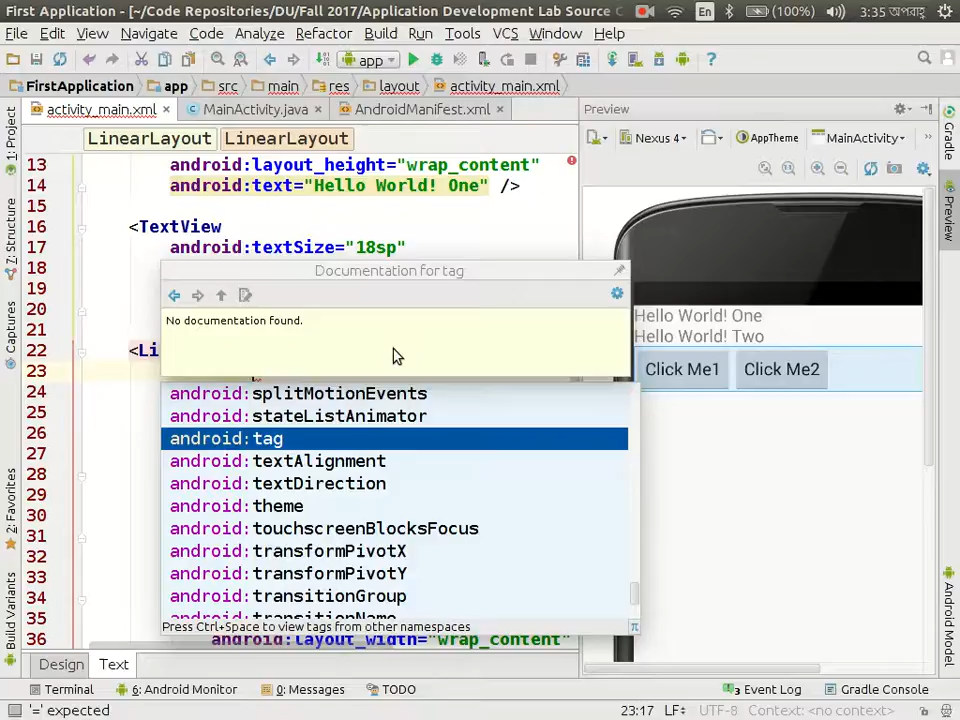 First Application - [~/Code Repositories/DU/Fall 2017/Application Development Lab Source C
En (100%) 3:35 অপরাহ্ণ
File Edit View Navigate Code Analyze Refactor Tools Build Run Tools VCS Window Help
app
FirstApplication app src main res layout activity_main.xml
activity_main.xml MainActivity.java AndroidManifest.xml
Preview
LinearLayout LinearLayout
Nexus 4 AppTheme MainActivity
1: Project
7: Structure
Captures
2: Favorites
Build Variants
Gradle
Preview
Android Model
13 android:layout_height="wrap_content"
14 android:text="Hello World! One" />
15
16 <TextView
17 android:textSize="18sp"
18
19
20
21
22 <Li
23
24
25
26
27
28
29
30
31
32
33
34
35
36 android:layout_width="wrap_content"
Documentation for tag
No documentation found.
android:splitMotionEvents
android:stateListAnimator
android:tag
android:textAlignment
android:textDirection
android:theme
android:touchscreenBlocksFocus
android:transformPivotX
android:transformPivotY
android:transitionGroup
android:transitionName
Press Ctrl+Space to view tags from other namespaces
π
Hello World! One
Hello World! Two
Click Me1 Click Me2
Design Text
Terminal 6: Android Monitor 0: Messages TODO 3 Event Log Gradle Console
'=' expected 23:17 LF UTF-8 Context: <no context>